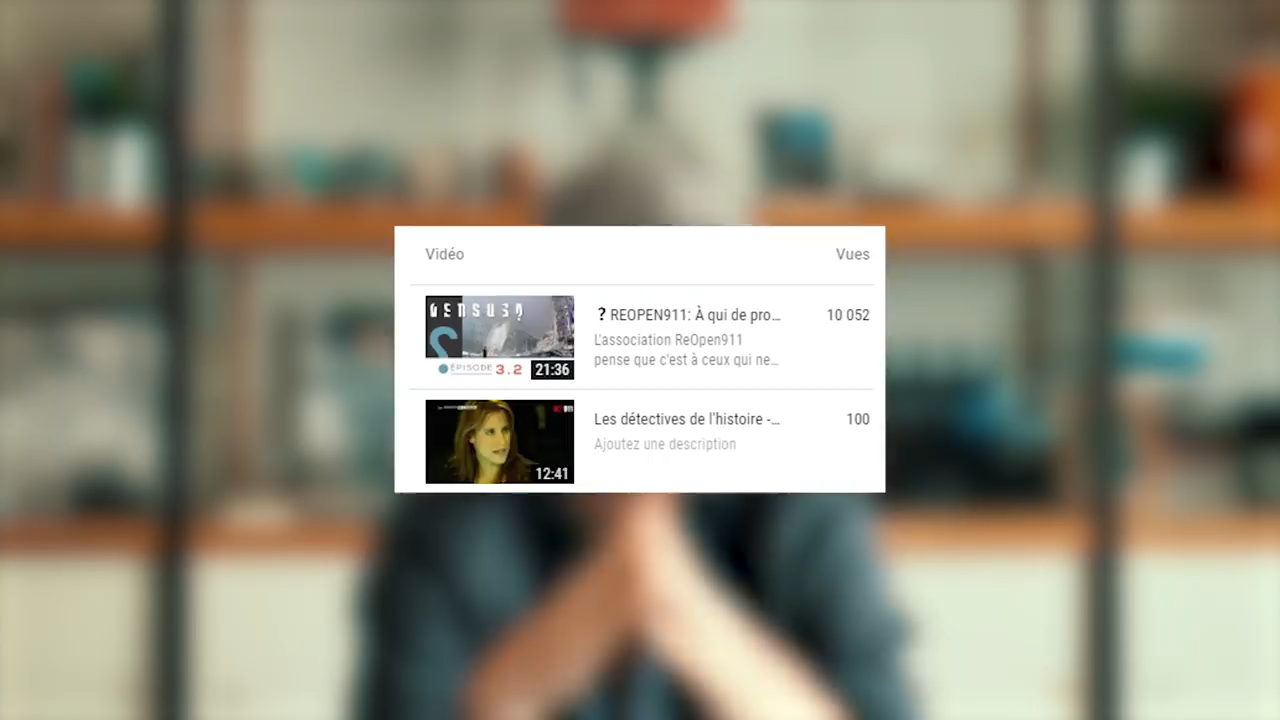 Vidéo Vues
❓REOPEN911: À qui de pro… 10 052
L'association ReOpen911
pense que c'est à ceux qui ne…
ÉPISODE 3.2 21:36
Les détectives de l'histoire -… 100
Ajoutez une description
12:41